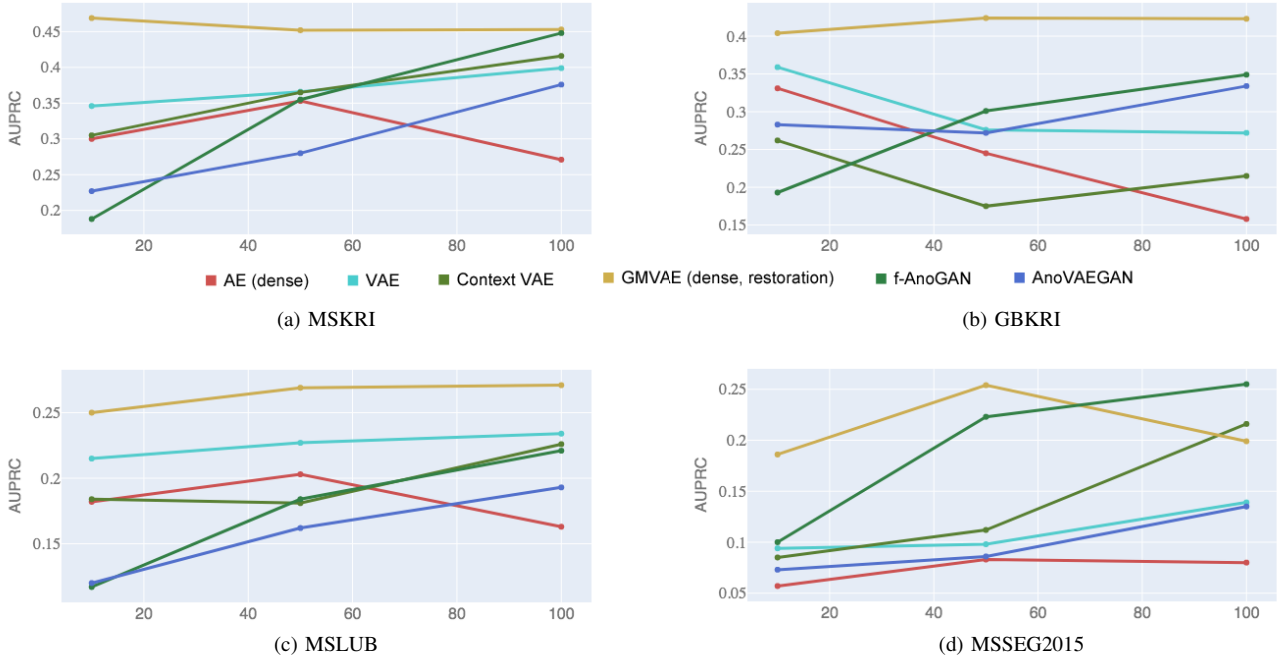 AUPRC
0.45
0.4
0.35
0.3
0.25
0.2
20 40 60 80 100
AUPRC
0.4
0.35
0.3
0.25
0.2
0.15
20 40 60 80 100
AE (dense) VAE Context VAE GMVAE (dense, restoration) f-AnoGAN AnoVAEGAN
(a) MSKRI
(b) GBKRI
AUPRC
0.25
0.2
0.15
20 40 60 80 100
(c) MSLUB
AUPRC
0.25
0.2
0.15
0.1
0.05
20 40 60 80 100
(d) MSSEG2015